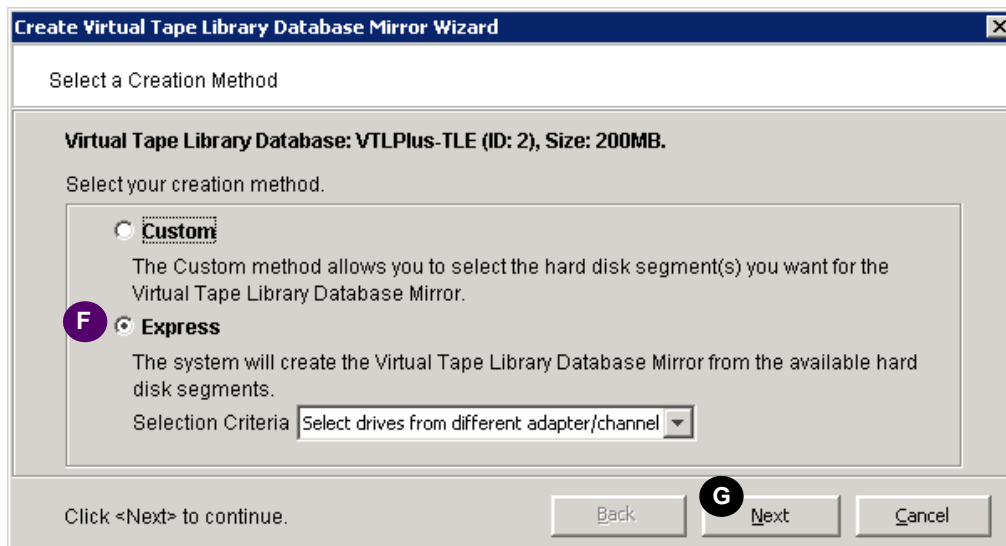 Create Virtual Tape Library Database Mirror Wizard
Select a Creation Method
Virtual Tape Library Database: VTLPlus-TLE (ID: 2), Size: 200MB.
Select your creation method.
Custom
The Custom method allows you to select the hard disk segment(s) you want for the
Virtual Tape Library Database Mirror.
F Express
The system will create the Virtual Tape Library Database Mirror from the available hard
disk segments.
Selection Criteria Select drives from different adapter/channel
Click <Next> to continue. Back G Next Cancel